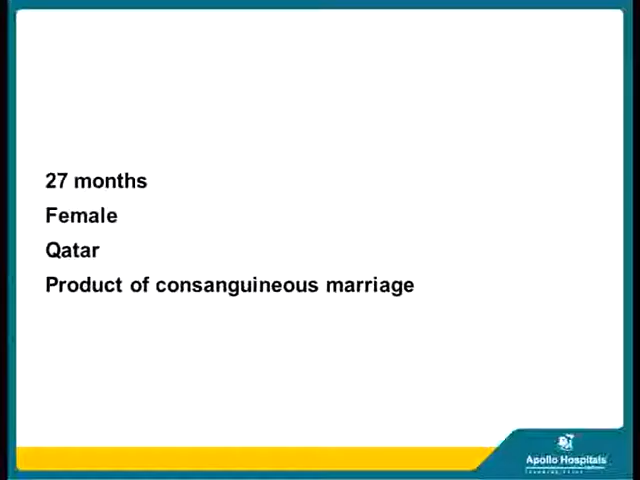 27 months
Female
Qatar
Product of consanguineous marriage
Apollo Hospitals